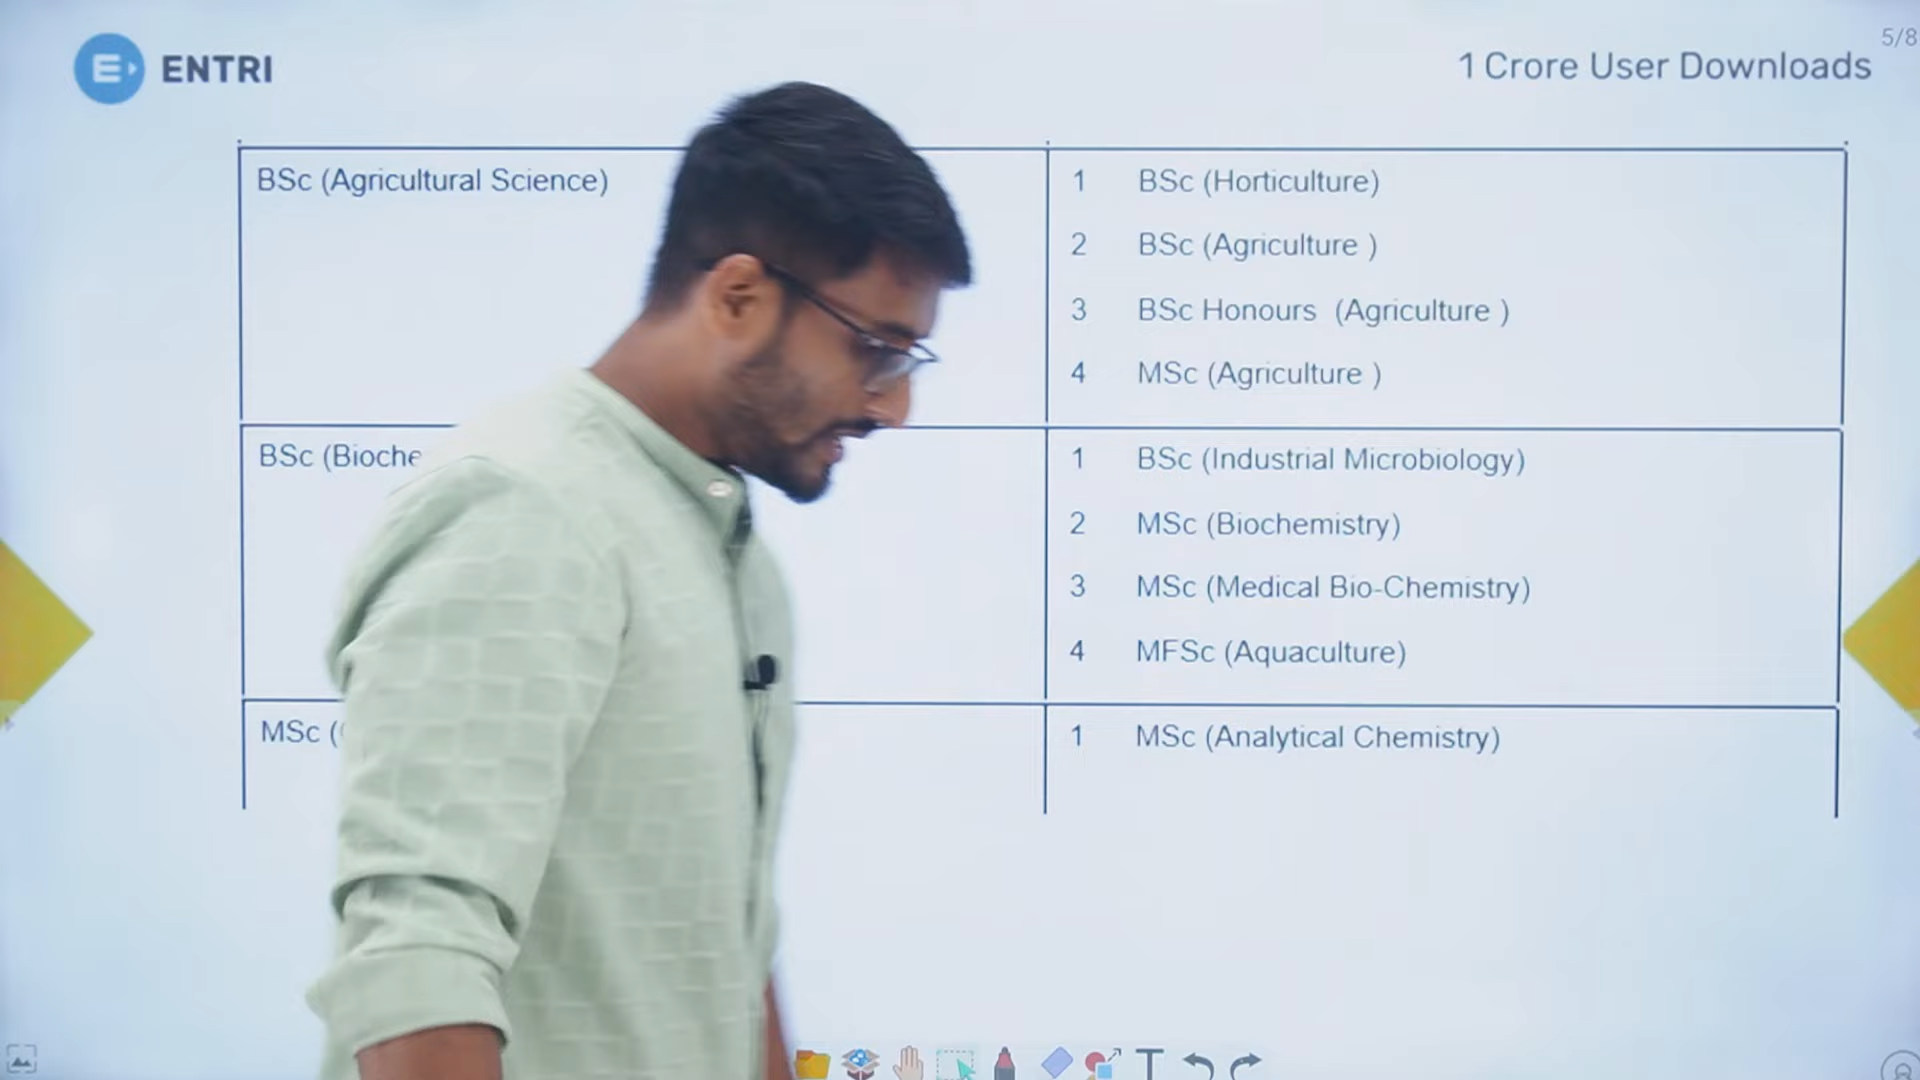 ENTRI
1 Crore User Downloads
5/8
BSc (Agricultural Science)
1 BSc (Horticulture)
2 BSc (Agriculture )
3 BSc Honours (Agriculture )
4 MSc (Agriculture )
BSc (Bioche
1 BSc (Industrial Microbiology)
2 MSc (Biochemistry)
3 MSc (Medical Bio-Chemistry)
4 MFSc (Aquaculture)
MSc (
1 MSc (Analytical Chemistry)